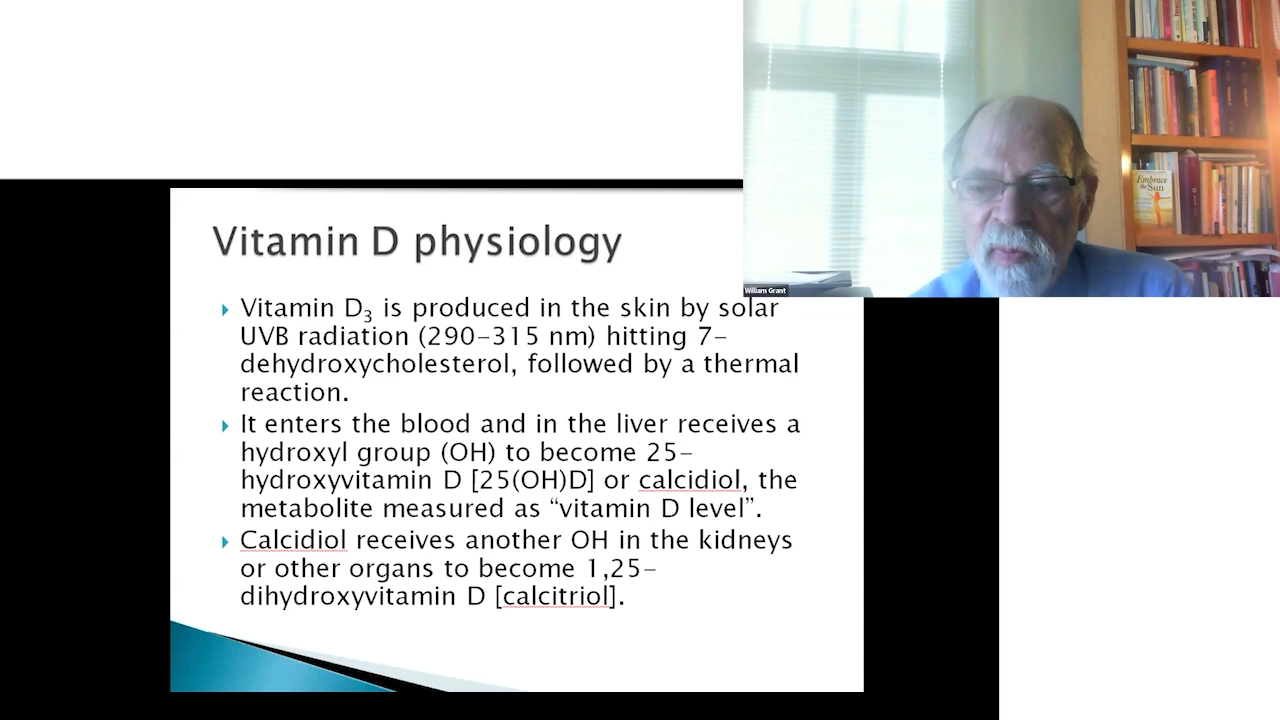 Vitamin D physiology
Vitamin D3 is produced in the skin by solar
UVB radiation (290-315 nm) hitting 7-
dehydroxycholesterol, followed by a thermal
reaction.
It enters the blood and in the liver receives a
hydroxyl group (OH) to become 25-
hydroxyvitamin D [25(OH)D] or calcidiol, the
metabolite measured as “vitamin D level”.
Calcidiol receives another OH in the kidneys
or other organs to become 1,25-
dihydroxyvitamin D [calcitriol].
William Grant
Embrace
the Sun